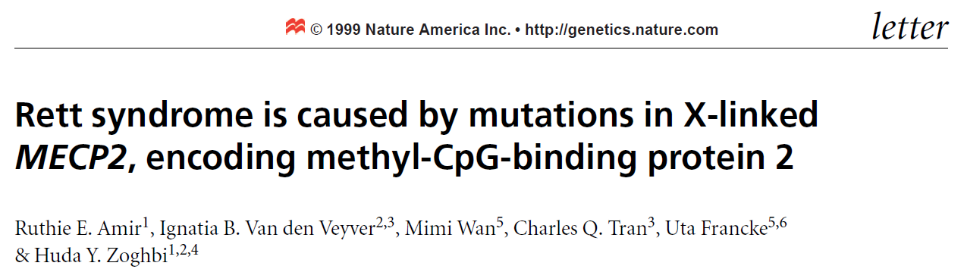 © 1999 Nature America Inc. • http://genetics.nature.com
letter
Rett syndrome is caused by mutations in X-linked
MECP2, encoding methyl-CpG-binding protein 2
Ruthie E. Amir1, Ignatia B. Van den Veyver2,3, Mimi Wan5, Charles Q. Tran3, Uta Francke5,6
& Huda Y. Zoghbi1,2,4